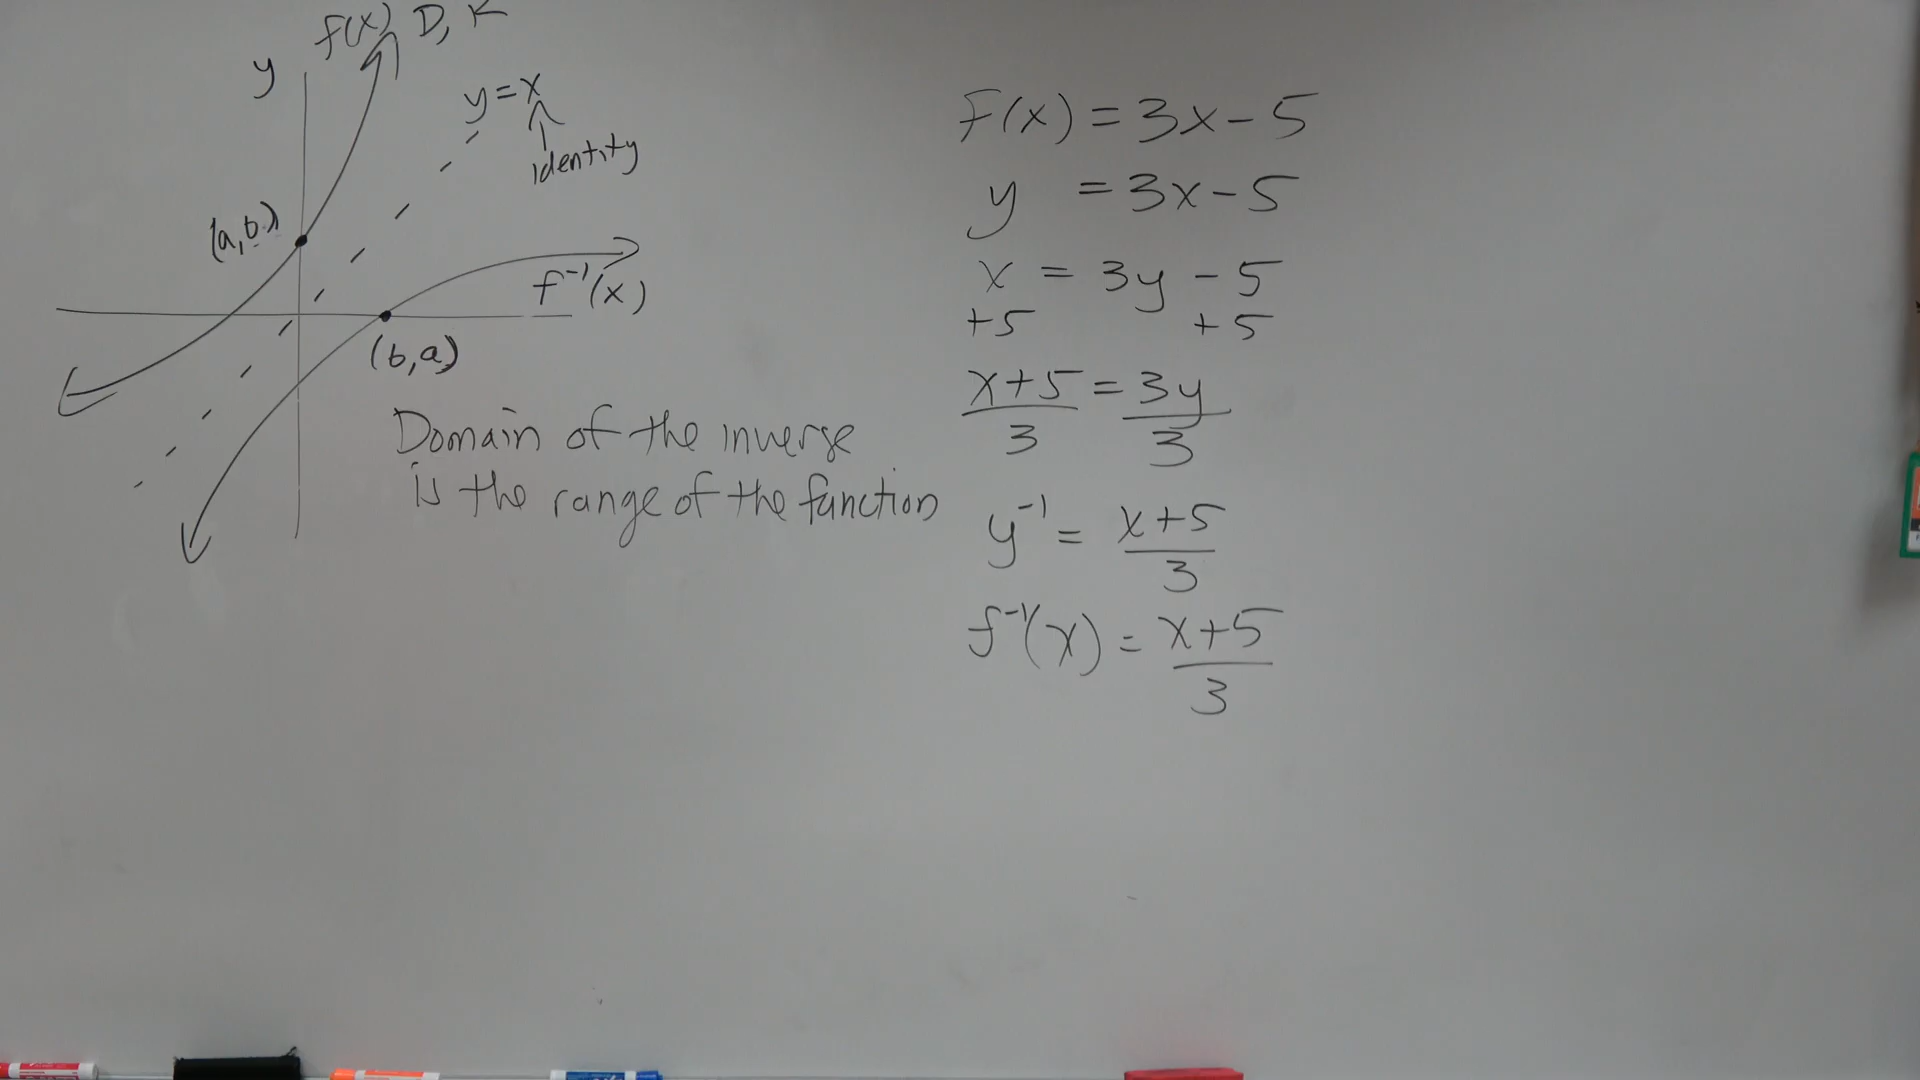 f(x) D, R
y
y = x
identity
(a,b)
f⁻¹(x)
(b,a)
Domain of the inverse
is the range of the function
F(x) = 3x - 5
y = 3x - 5
x = 3y - 5
+5 +5
x+5 = 3y
3 3
y⁻¹ = x+5
3
f⁻¹(x) = x+5
3